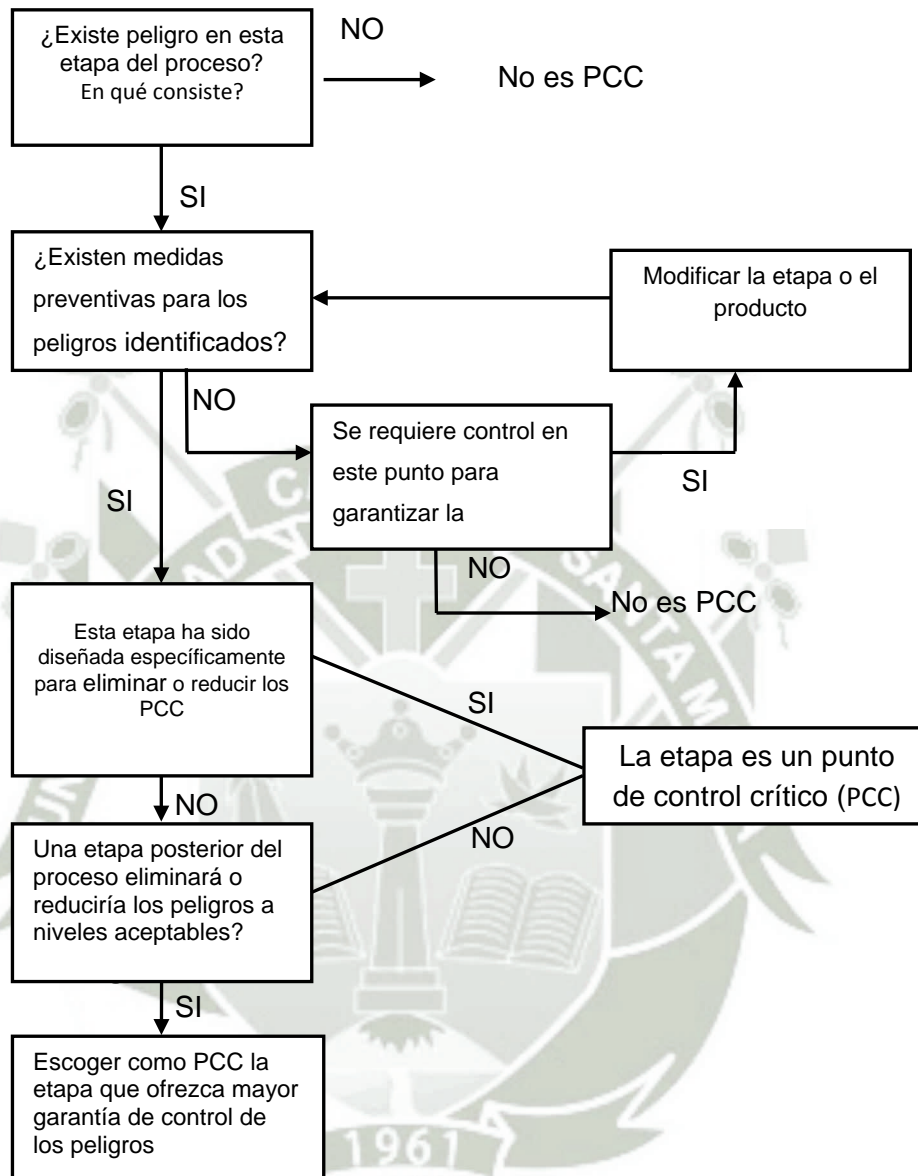 ¿Existe peligro en esta
etapa del proceso?
En qué consiste?
NO
No es PCC
SI
¿Existen medidas
preventivas para los
peligros identificados?
Modificar la etapa o el
producto
NO
Se requiere control en
este punto para
garantizar la
SI
SI
NO
No es PCC
Esta etapa ha sido
diseñada específicamente
para eliminar o reducir los
PCC
SI
La etapa es un punto
de control crítico (PCC)
NO
NO
Una etapa posterior del
proceso eliminará o
reduciría los peligros a
niveles aceptables?
SI
Escoger como PCC la
etapa que ofrezca mayor
garantía de control de
los peligros
SANTA M
1961